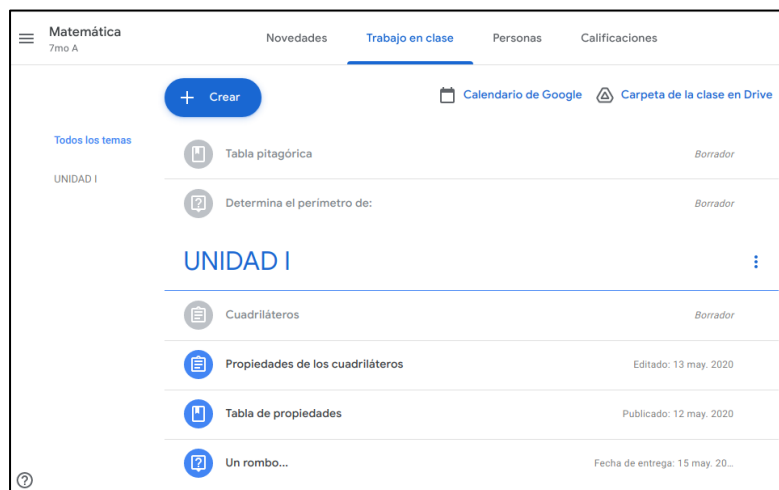 Matemática
7mo A
Novedades
Trabajo en clase
Personas
Calificaciones
Crear
Calendario de Google
Carpeta de la clase en Drive
Todos los temas
UNIDAD I
Tabla pitagórica
Borrador
Determina el perímetro de:
Borrador
UNIDAD I
Cuadriláteros
Borrador
Propiedades de los cuadriláteros
Editado: 13 may. 2020
Tabla de propiedades
Publicado: 12 may. 2020
Un rombo...
Fecha de entrega: 15 may. 20...